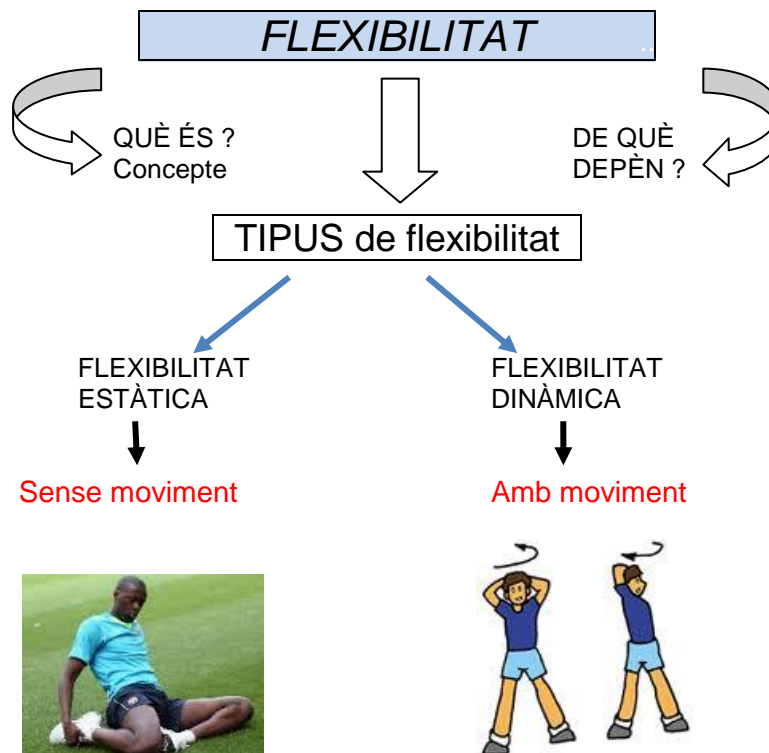 FLEXIBILITAT
QUÈ ÉS ?
Concepte
DE QUÈ
DEPÈN ?
TIPUS de flexibilitat
FLEXIBILITAT
ESTÀTICA
FLEXIBILITAT
DINÀMICA
Sense moviment
Amb moviment